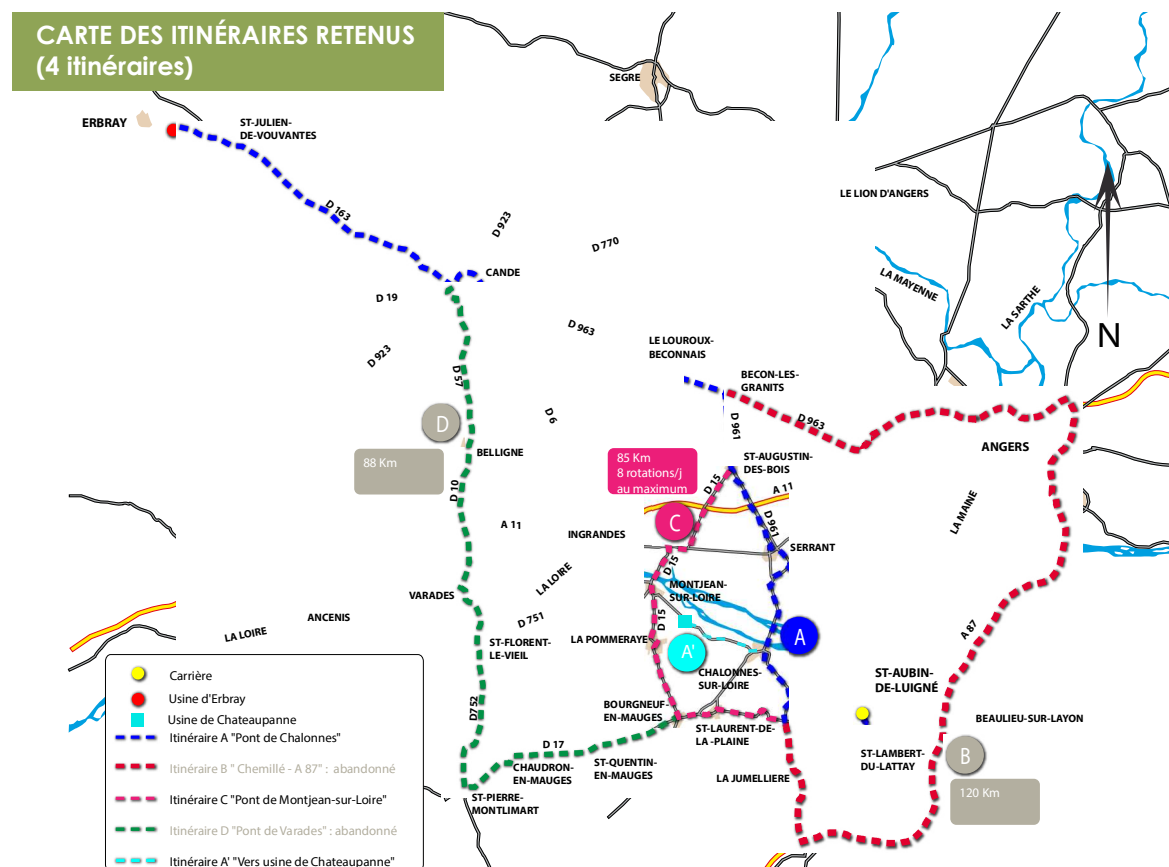 CARTE DES ITINÉRAIRES RETENUS
(4 itinéraires)
SEGRE
ERBRAY
ST-JULIEN-
DE-VOUVANTES
LE LION D'ANGERS
D 163
D 923
D 770
CANDE
LA MAYENNE
LA SARTHE
D 19
D 963
N
D 923
LE LOUROUX-
BECONNAIS
BECON-LES-
GRANITS
D 57
D 6
D 961
D 963
D
BELLIGNE
88 Km
ANGERS
ST-AUGUSTIN-
DES-BOIS
85 Km
8 rotations/j
au maximum
D 15
A 11
D 10
A 11
C
D 961
LA MAINE
INGRANDES
SERRANT
D 15
LA LOIRE
MONTJEAN-
SUR-LOIRE
VARADES
ANCENIS
D 751
D 15
LA LOIRE
ST-FLORENT-
LE-VIEIL
LA POMMERAYE
A
A'
A 87
CHALONNES-
SUR-LOIRE
ST-AUBIN-
DE-LUIGNÉ
BOURGNEUF-
EN-MAUGES
D752
ST-LAURENT-DE-
LA -PLAINE
BEAULIEU-SUR-LAYON
D 17
ST-QUENTIN-
EN-MAUGES
CHAUDRON-
EN-MAUGES
ST-LAMBERT-
DU-LATTAY
B
LA JUMELLIERE
120 Km
ST-PIERRE-
MONTLIMART
Carrière
Usine d'Erbray
Usine de Chateaupanne
Itinéraire A "Pont de Chalonnes"
Itinéraire B " Chemillé - A 87" : abandonné
Itinéraire C "Pont de Montjean-sur-Loire"
Itinéraire D "Pont de Varades" : abandonné
Itinéraire A' "Vers usine de Chateaupanne"